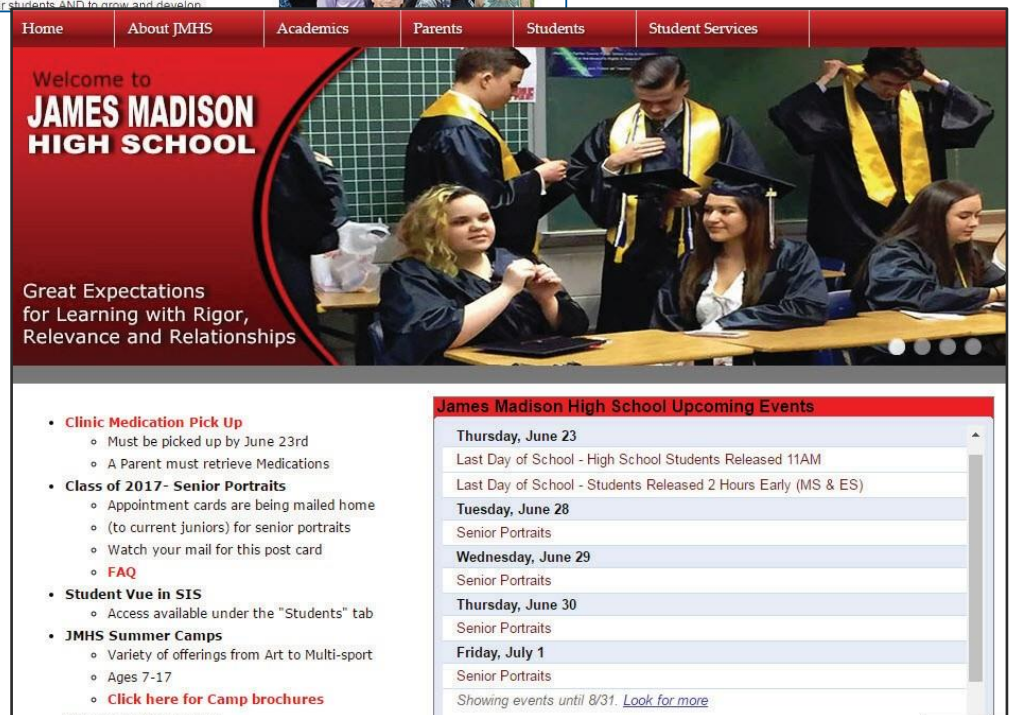 r students AND to grow and develop
Home About JMHS Academics Parents Students Student Services
Welcome to
JAMES MADISON
HIGH SCHOOL
Great Expectations
for Learning with Rigor,
Relevance and Relationships
• Clinic Medication Pick Up
Must be picked up by June 23rd
A Parent must retrieve Medications
• Class of 2017- Senior Portraits
Appointment cards are being mailed home
(to current juniors) for senior portraits
Watch your mail for this post card
FAQ
• Student Vue in SIS
Access available under the "Students" tab
• JMHS Summer Camps
Variety of offerings from Art to Multi-sport
Ages 7-17
Click here for Camp brochures
James Madison High School Upcoming Events
Thursday, June 23
Last Day of School - High School Students Released 11AM
Last Day of School - Students Released 2 Hours Early (MS & ES)
Tuesday, June 28
Senior Portraits
Wednesday, June 29
Senior Portraits
Thursday, June 30
Senior Portraits
Friday, July 1
Senior Portraits
Showing events until 8/31. Look for more